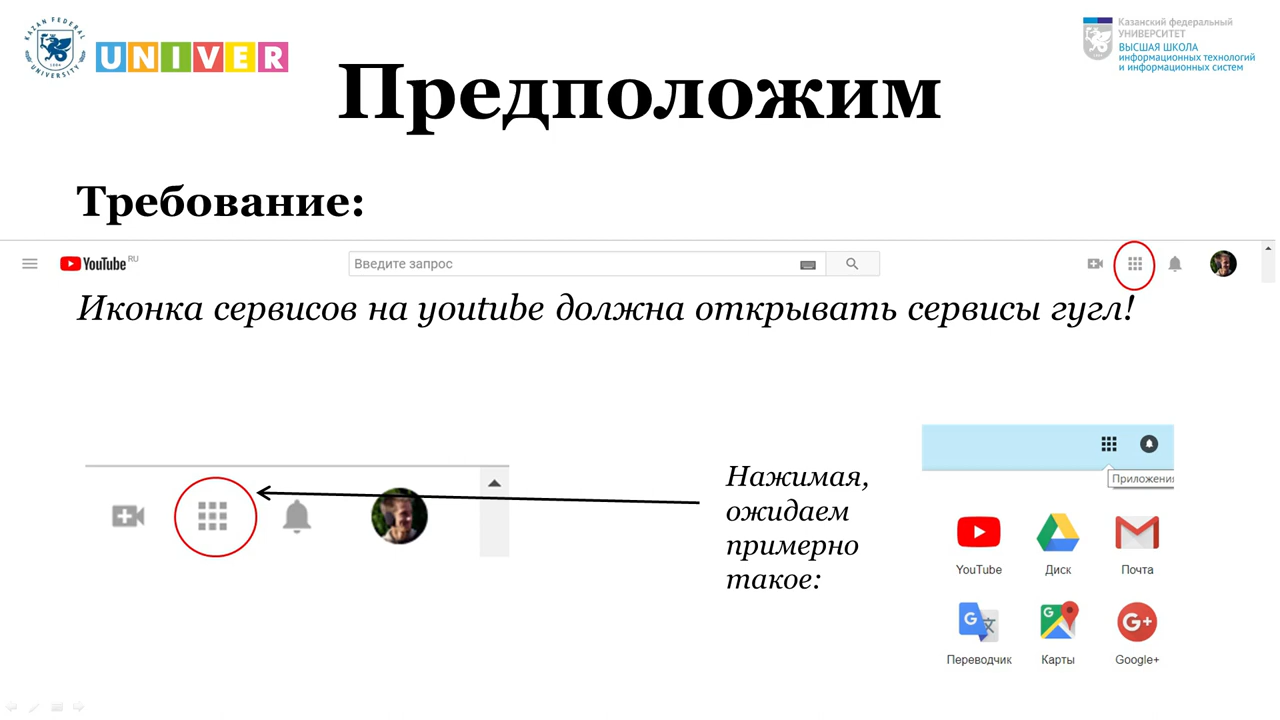 KAZAN FEDERAL UNIVERSITY
1804
UNIVER
Казанский федеральный
УНИВЕРСИТЕТ
ВЫСШАЯ ШКОЛА
информационных технологий
и информационных систем
Предположим
Требование:
YouTube RU
Введите запрос
Иконка сервисов на youtube должна открывать сервисы гугл!
Нажимая,
ожидаем
примерно
такое:
Приложения
YouTube Диск Почта
Переводчик Карты Google+